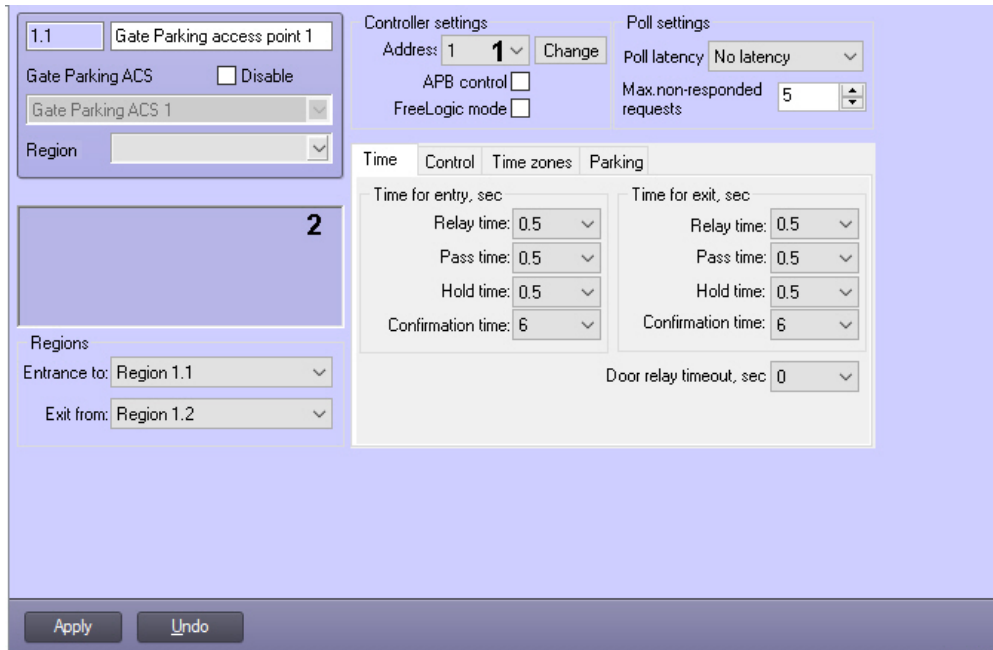 1.1
Gate Parking access point 1
Gate Parking ACS
Disable
Gate Parking ACS 1
Region
2
Regions
Entrance to: Region 1.1
Exit from: Region 1.2
Controller settings
Address: 1
1
Change
APB control
FreeLogic mode
Poll settings
Poll latency No latency
Max.non-responded
requests
5
Time Control Time zones Parking
Time for entry, sec
Relay time: 0.5
Pass time: 0.5
Hold time: 0.5
Confirmation time: 6
Time for exit, sec
Relay time: 0.5
Pass time: 0.5
Hold time: 0.5
Confirmation time: 6
Door relay timeout, sec 0
Apply Undo